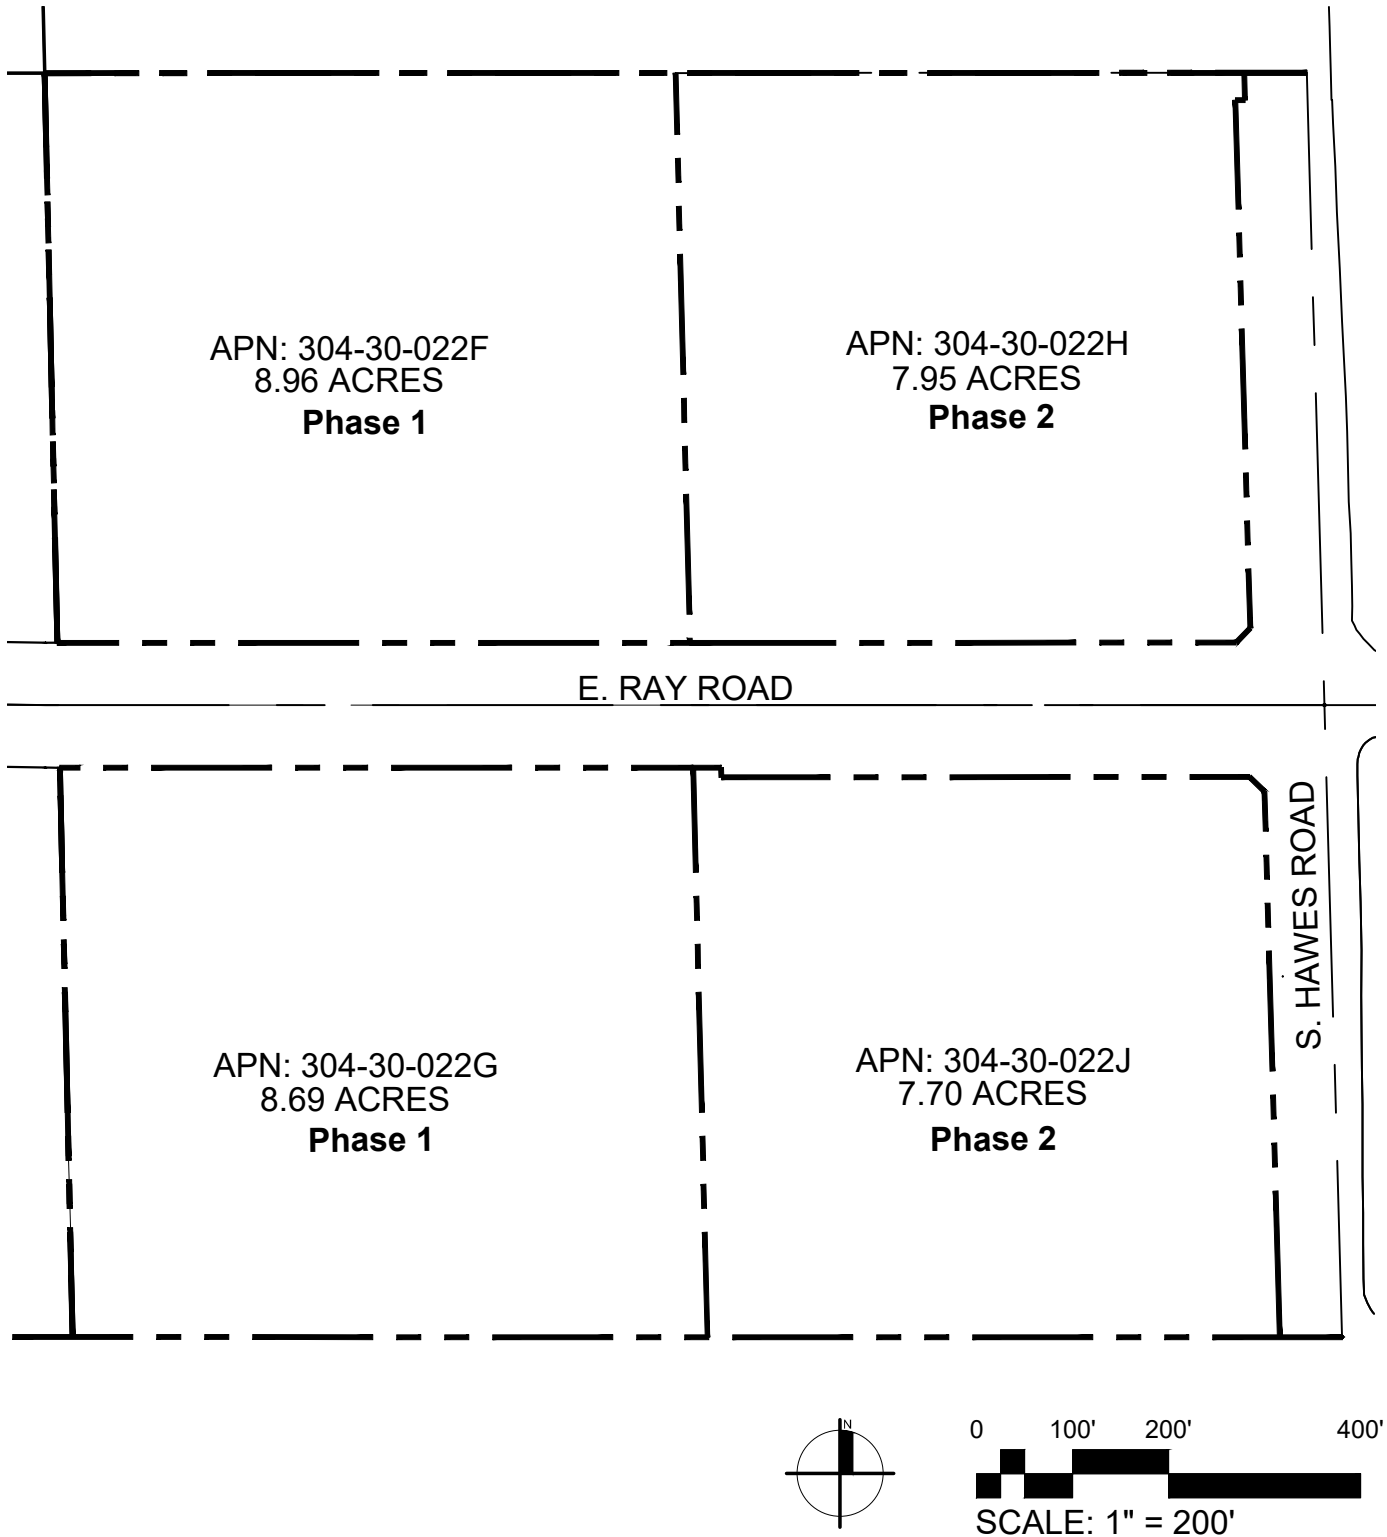 APN: 304-30-022F
8.96 ACRES
Phase 1
APN: 304-30-022H
7.95 ACRES
Phase 2
E. RAY ROAD
S. HAWES ROAD
APN: 304-30-022G
8.69 ACRES
Phase 1
APN: 304-30-022J
7.70 ACRES
Phase 2
N
0 100' 200' 400'
SCALE: 1" = 200'